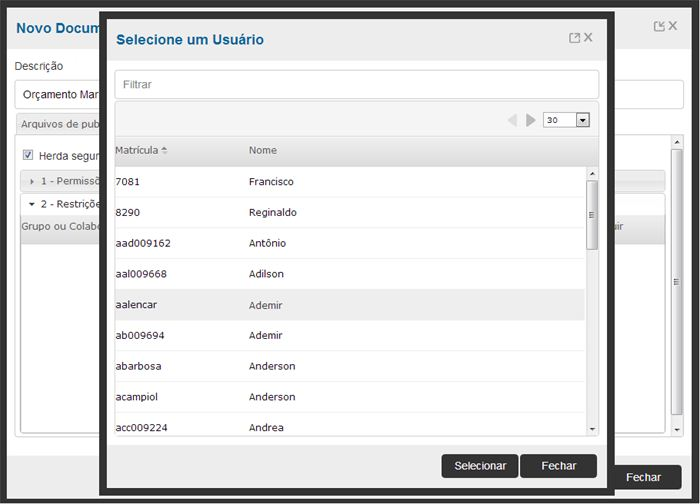 Novo Docum
Selecione um Usuário
Descrição
Orçamento Mar
Filtrar
Arquivos de pub
30
Herda segur
Matrícula
Nome
1 - Permissõ
7081
Francisco
2 - Restriçõe
8290
Reginaldo
Grupo ou Colabo
uir
aad009162
Antônio
aal009668
Adilson
aalencar
Ademir
ab009694
Ademir
abarbosa
Anderson
acampiol
Anderson
acc009224
Andrea
Selecionar
Fechar
Fechar